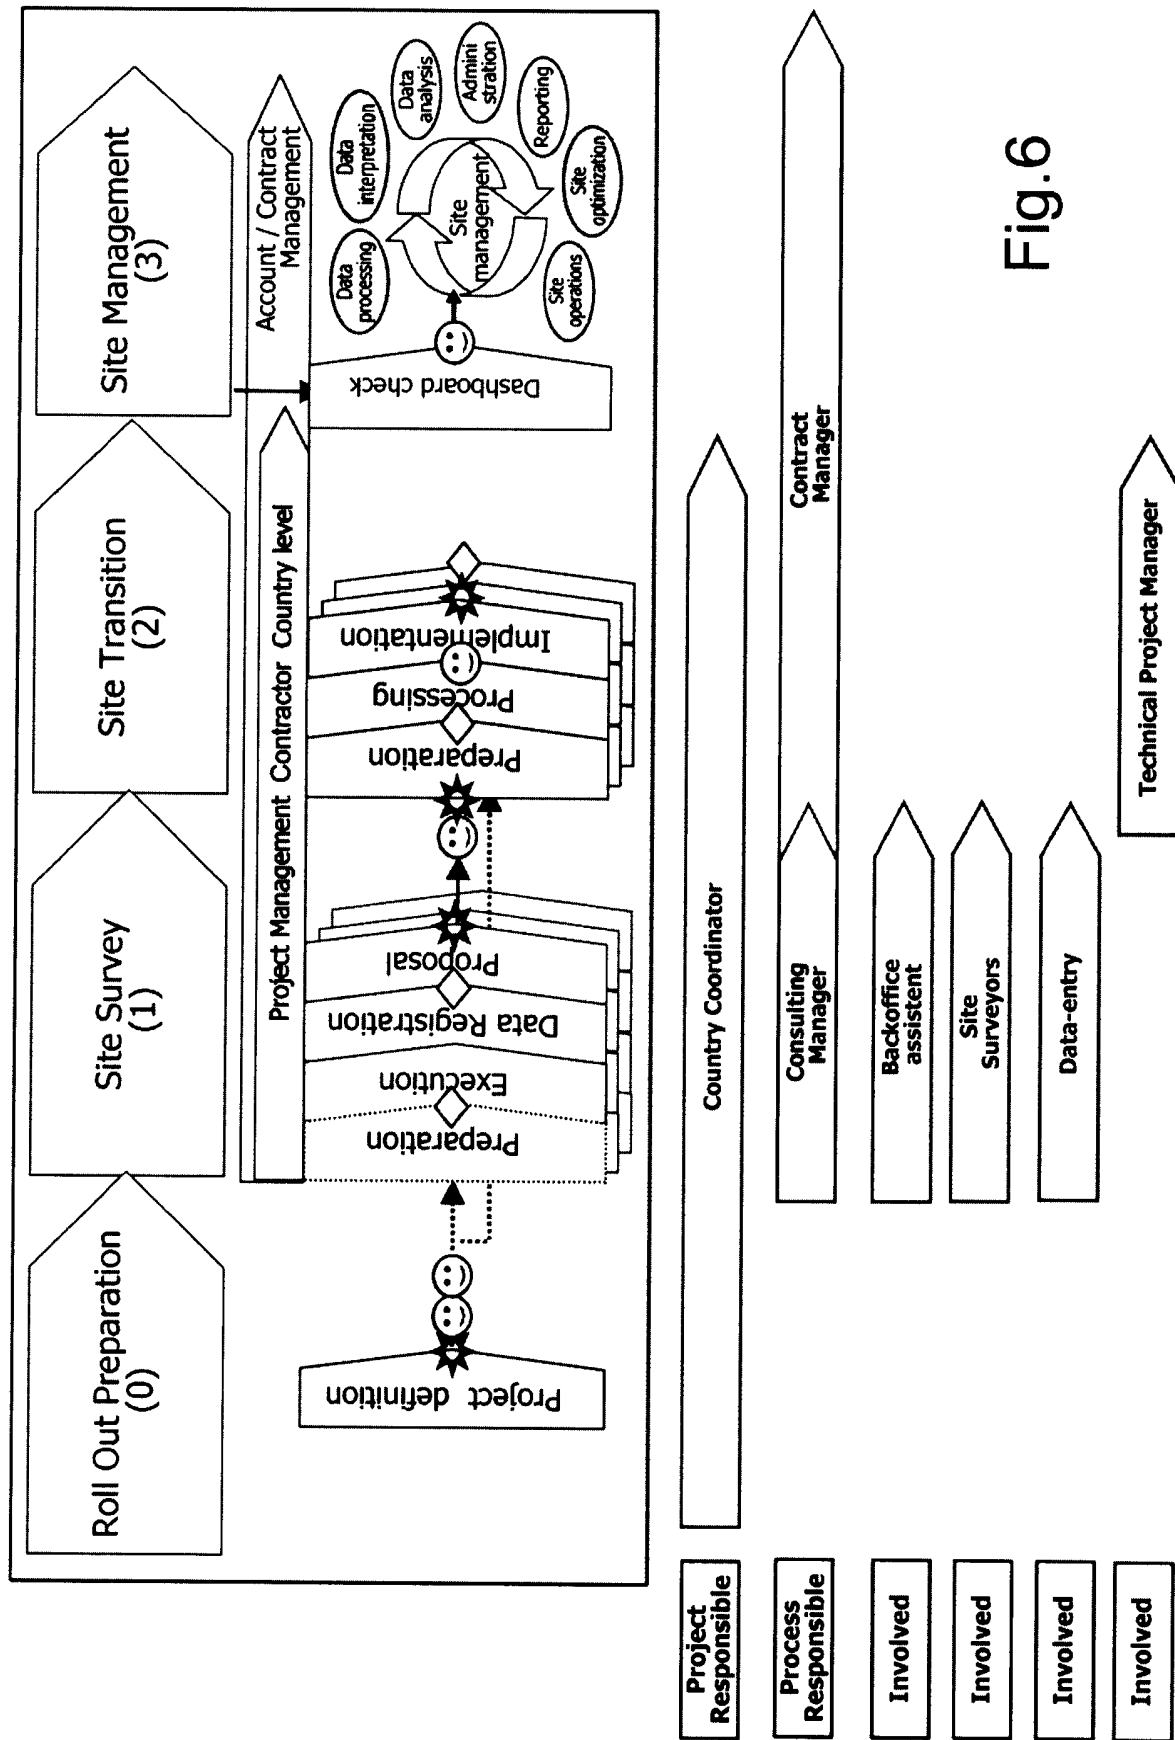 Roll Out Preparation
(0)
Site Survey
(1)
Site Transition
(2)
Site Management
(3)
Account / Contract
Management
Project Management Contractor Country level
Project definition
Preparation
Execution
Data Registration
Proposal
Preparation
Processing
Implementation
Dashboard check
Site
management
Data
processing
Data
interpretation
Data
analysis
Admini
stration
Reporting
Site
optimization
Site
operations
Project
Responsible
Country Coordinator
Process
Responsible
Consulting
Manager
Contract
Manager
Involved
Backoffice
assistent
Involved
Site
Surveyors
Involved
Data-entry
Involved
Technical Project Manager
Fig.6